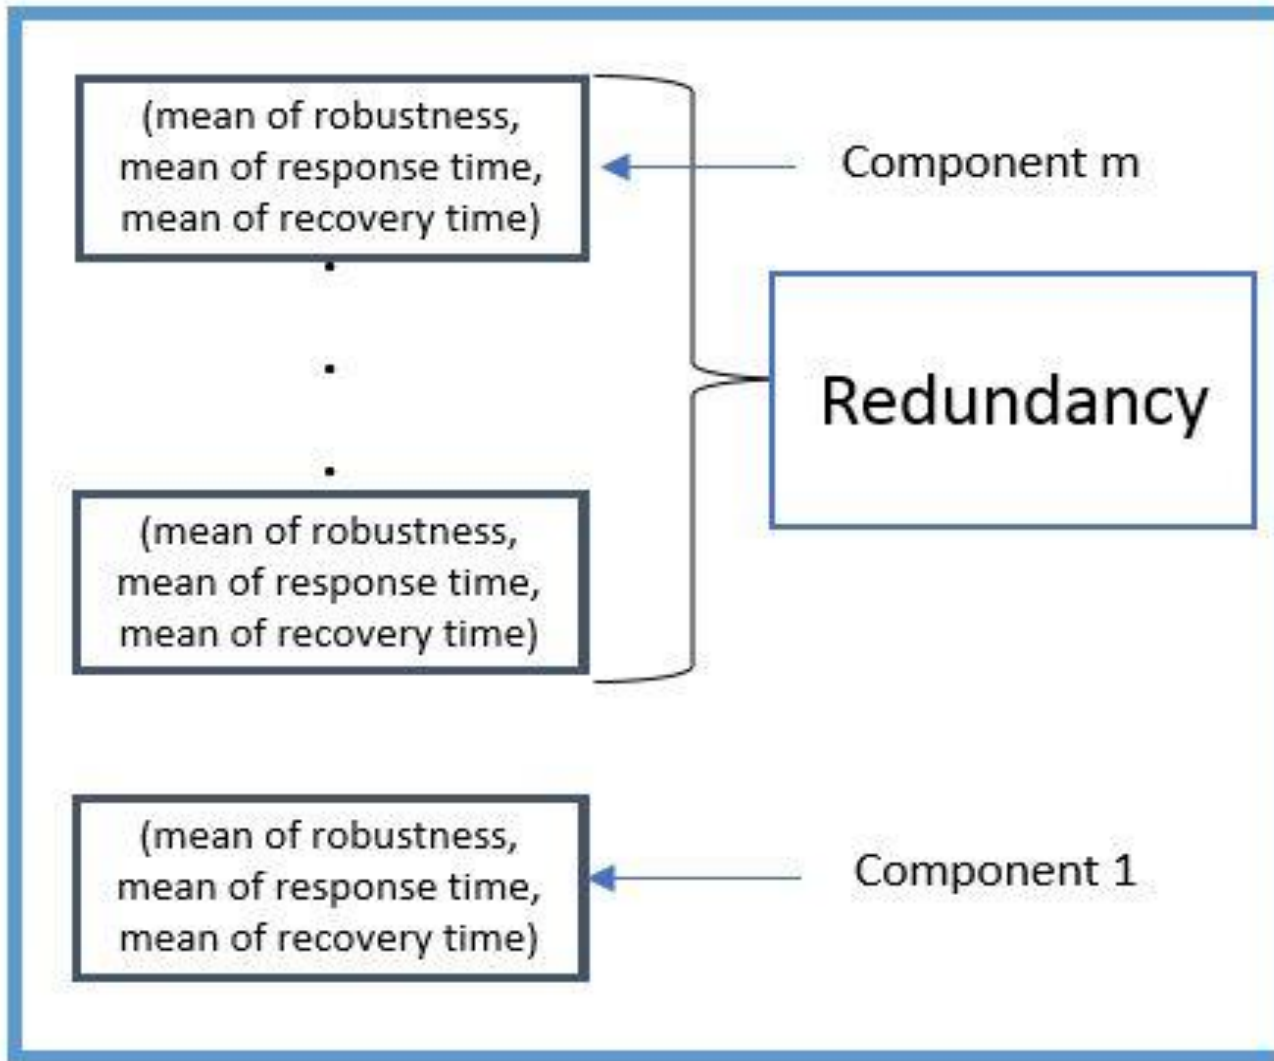 (mean of robustness,
mean of response time,
mean of recovery time)
Component m
Redundancy
(mean of robustness,
mean of response time,
mean of recovery time)
(mean of robustness,
mean of response time,
mean of recovery time)
Component 1